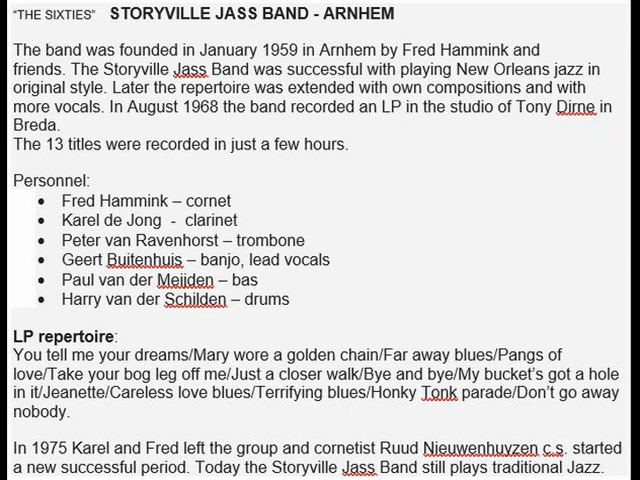 “THE SIXTIES” STORYVILLE JASS BAND - ARNHEM
The band was founded in January 1959 in Arnhem by Fred Hammink and
friends. The Storyville Jass Band was successful with playing New Orleans jazz in
original style. Later the repertoire was extended with own compositions and with
more vocals. In August 1968 the band recorded an LP in the studio of Tony Dirne in
Breda.
The 13 titles were recorded in just a few hours.
Personnel:
• Fred Hammink – cornet
• Karel de Jong - clarinet
• Peter van Ravenhorst – trombone
• Geert Buitenhuis – banjo, lead vocals
• Paul van der Meijden – bas
• Harry van der Schilden – drums
LP repertoire:
You tell me your dreams/Mary wore a golden chain/Far away blues/Pangs of
love/Take your bog leg off me/Just a closer walk/Bye and bye/My bucket’s got a hole
in it/Jeanette/Careless love blues/Terrifying blues/Honky Tonk parade/Don’t go away
nobody.
In 1975 Karel and Fred left the group and cornetist Ruud Nieuwenhuyzen c.s. started
a new successful period. Today the Storyville Jass Band still plays traditional Jazz.